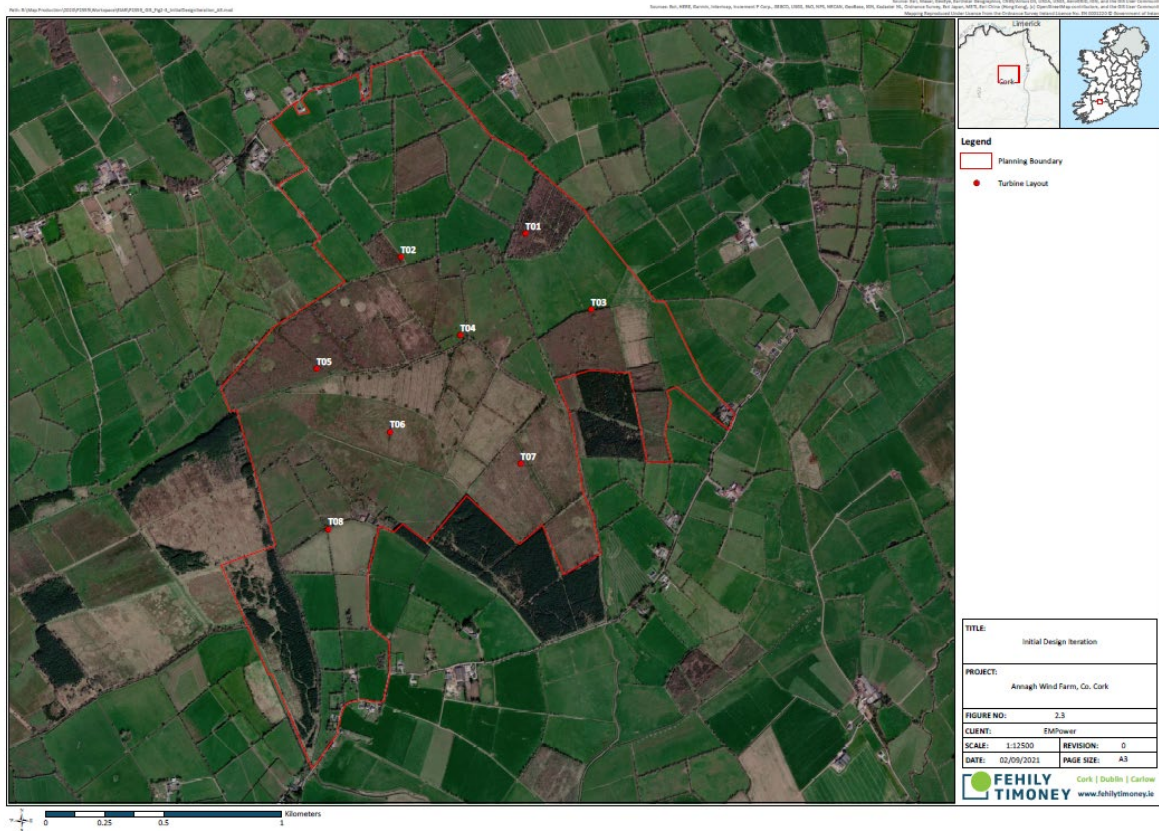 Limerick
Cork
Legend
Planning Boundary
Turbine Layout
T01
T02
T03
T04
T05
T06
T07
T08
TITLE:
Initial Design Iteration
PROJECT:
Annagh Wind Farm, Co. Cork
FIGURE NO: 2.3
CLIENT: EMPower
SCALE: 1:12500 REVISION: 0
DATE: 02/09/2021 PAGE SIZE: A3
FEHILY TIMONEY
Cork | Dublin | Carlow
www.fehilytimoney.ie
Kilometers
0 0.25 0.5 1